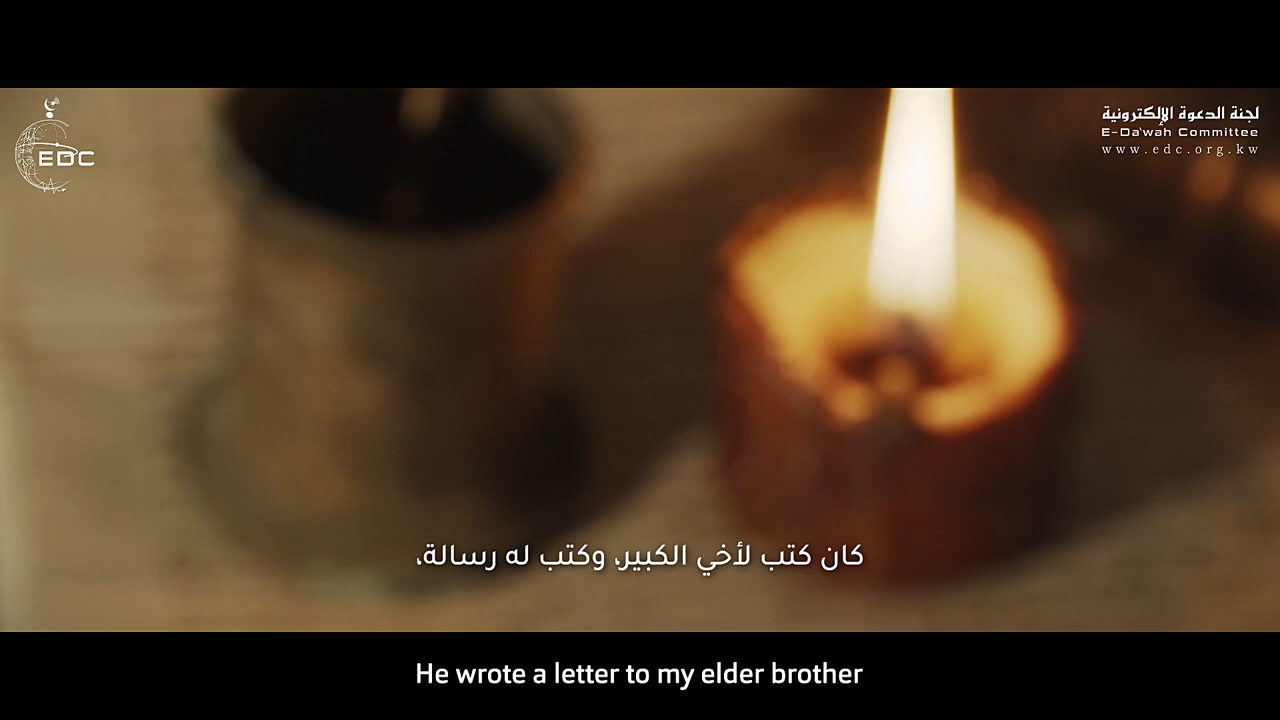 EDC
لجنة الدعوة الإلكترونية
E-Da'wah Committee
www.edc.org.kw
كان كتب لأخي الكبير، وكتب له رسالة،
He wrote a letter to my elder brother